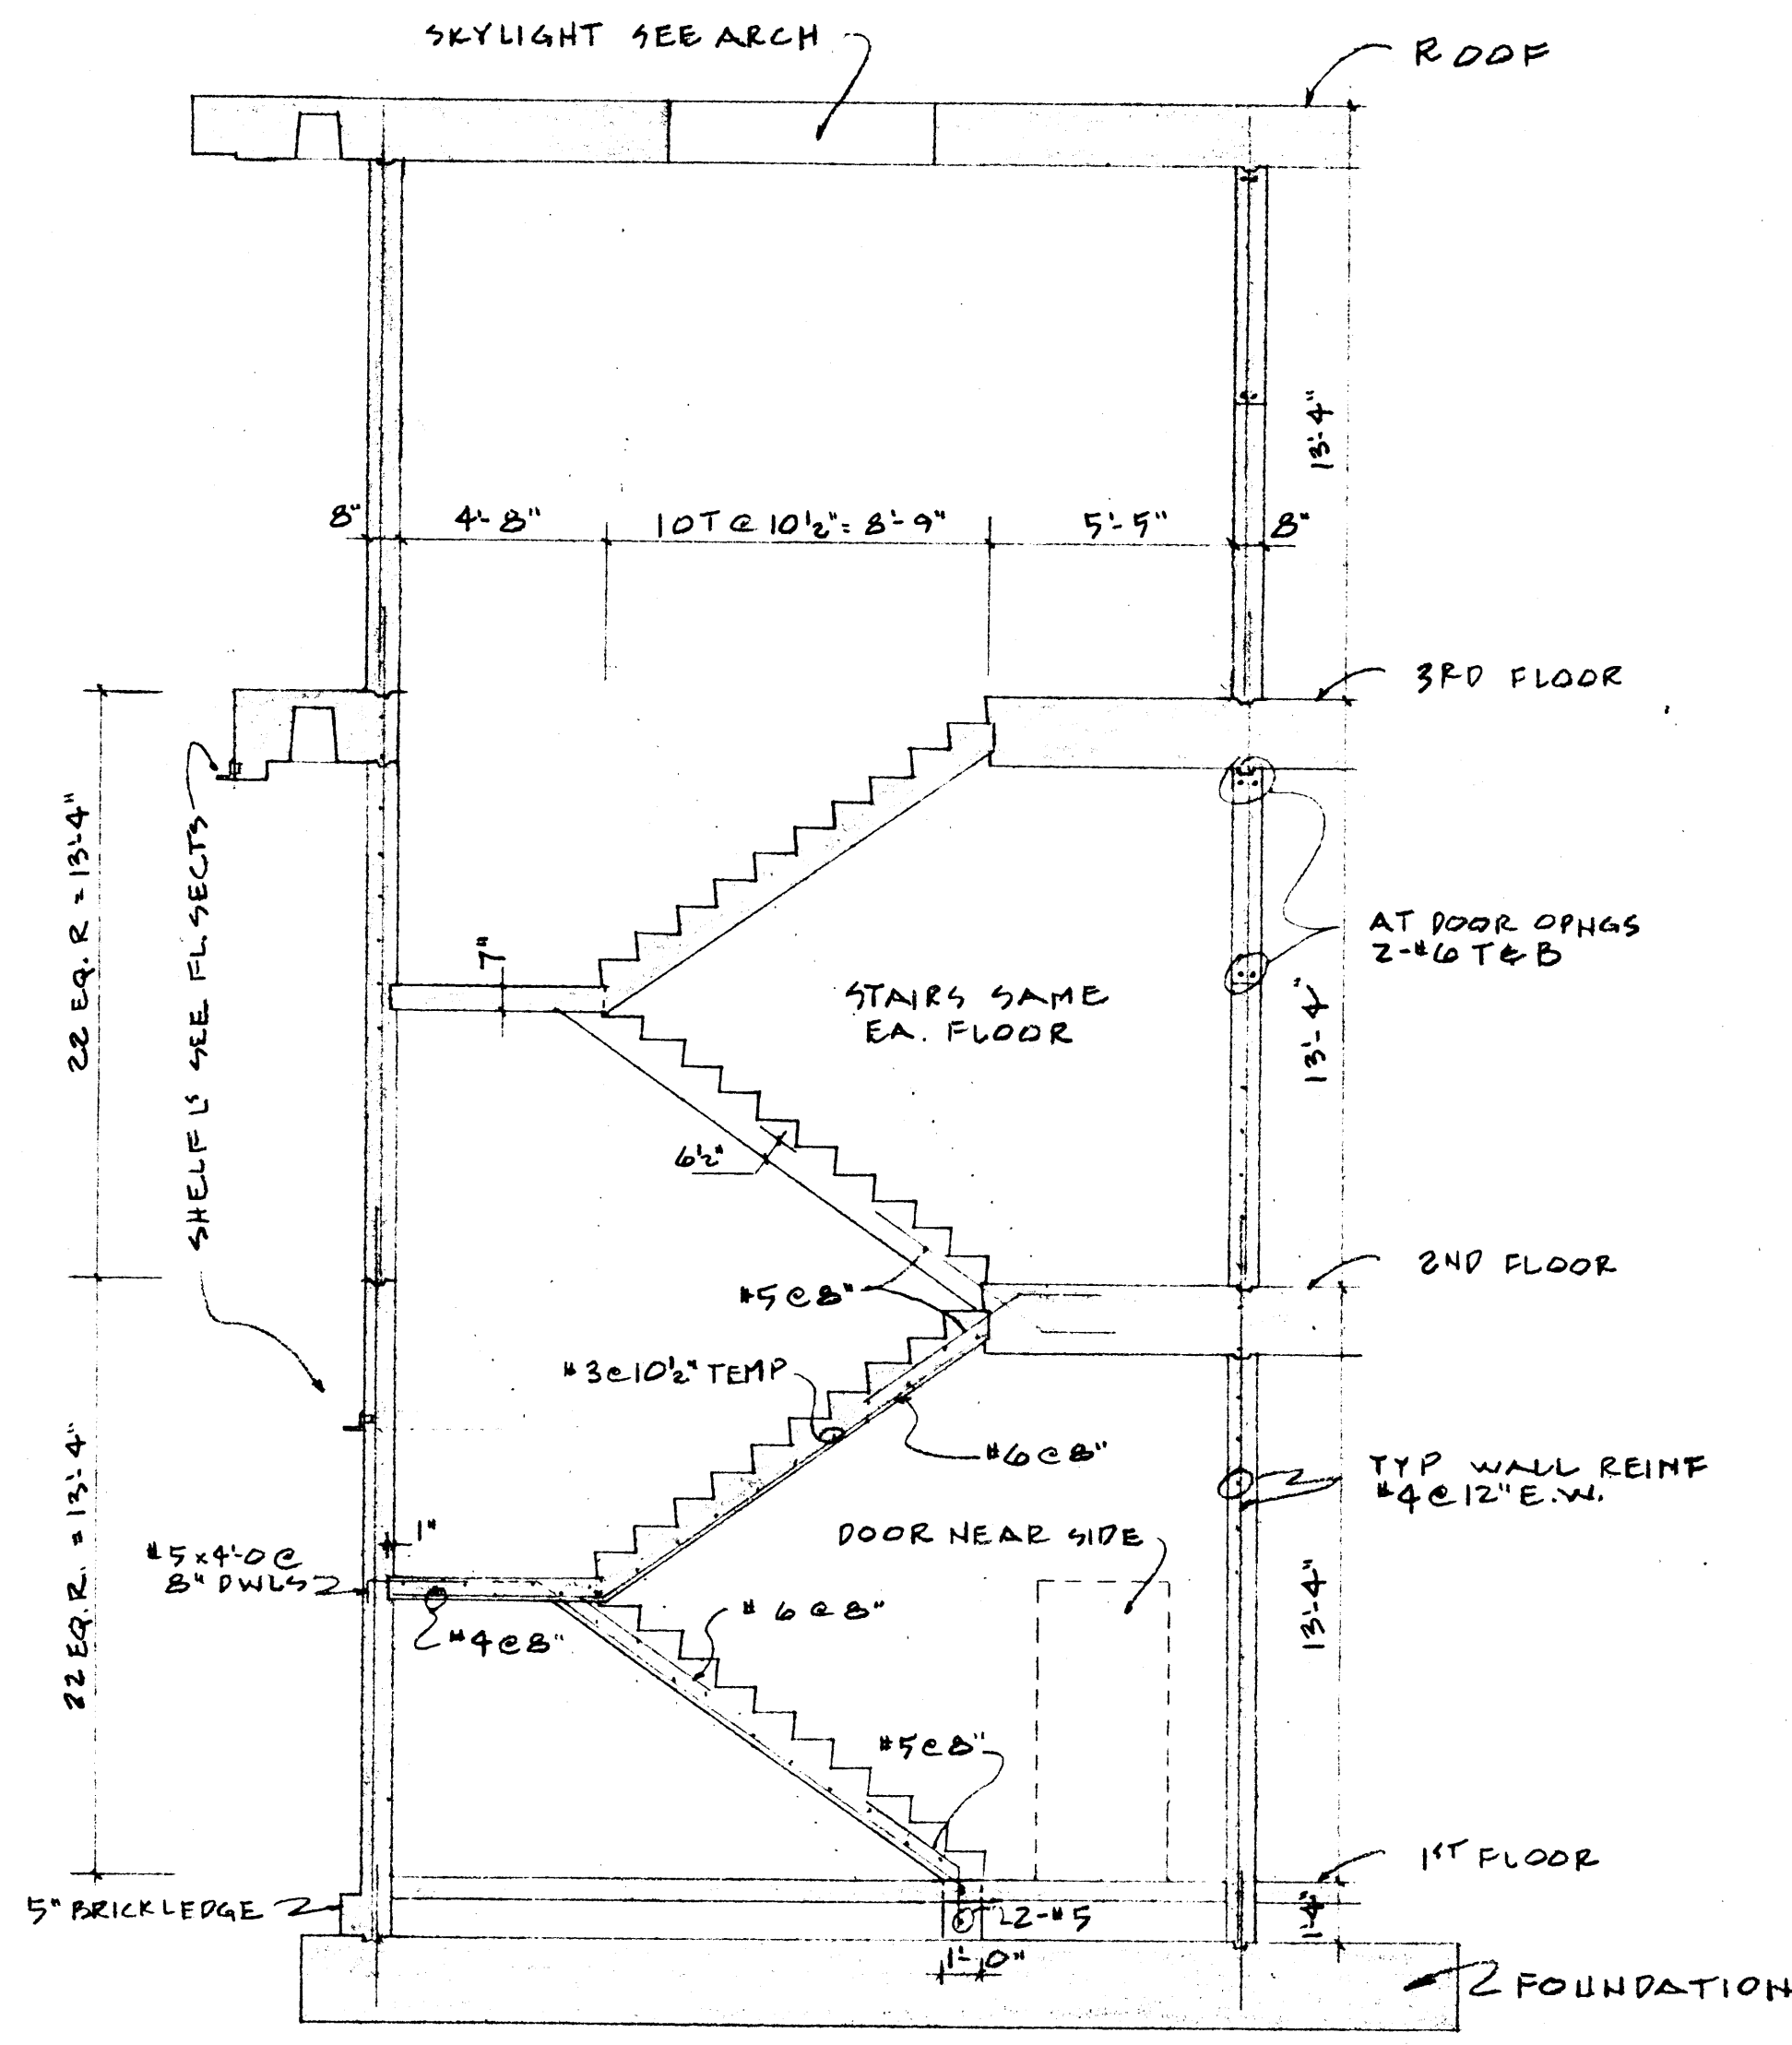 SKYLIGHT SEE ARCH
ROOF
13'-4"
8"
4'-8"
10T @ 10½" = 8'-9"
5'-5"
8"
3RD FLOOR
22 EQ. R = 13'-4"
SHELF LS SEE FL. SECTS
7"
STAIRS SAME
EA. FLOOR
AT DOOR OPNGS
2-#6 T & B
13'-4"
6½"
2ND FLOOR
#5@8"
#3@10½" TEMP
#6@8"
TYP WALL REINF
#4@12" E.W.
22 EQ. R. = 13'-4"
1"
#5x4'-0@
8" DWLS
#4@8"
#6@8"
DOOR NEAR SIDE
13'-4"
#5@8"
1ST FLOOR
5" BRICKLEDGE
2-#5
1'-4"
1'-0"
FOUNDATION